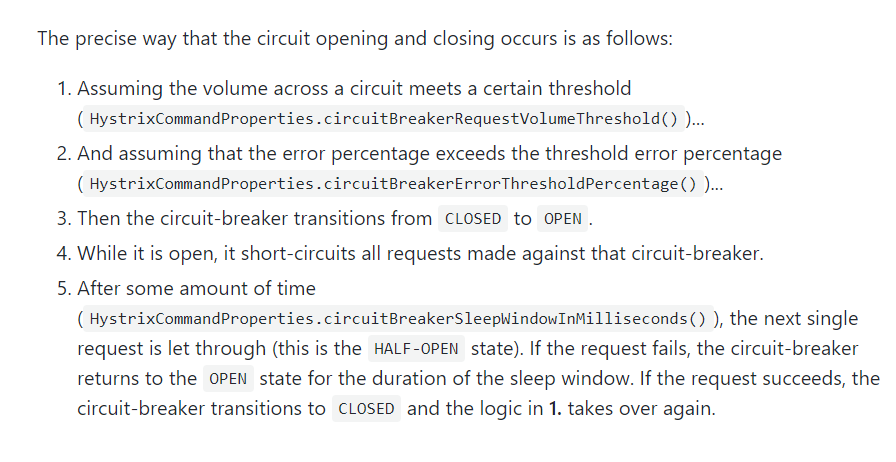 The precise way that the circuit opening and closing occurs is as follows:
1. Assuming the volume across a circuit meets a certain threshold
( HystrixCommandProperties.circuitBreakerRequestVolumeThreshold() )...
2. And assuming that the error percentage exceeds the threshold error percentage
( HystrixCommandProperties.circuitBreakerErrorThresholdPercentage() )...
3. Then the circuit-breaker transitions from CLOSED to OPEN .
4. While it is open, it short-circuits all requests made against that circuit-breaker.
5. After some amount of time
( HystrixCommandProperties.circuitBreakerSleepWindowInMilliseconds() ), the next single
request is let through (this is the HALF-OPEN state). If the request fails, the circuit-breaker
returns to the OPEN state for the duration of the sleep window. If the request succeeds, the
circuit-breaker transitions to CLOSED and the logic in 1. takes over again.